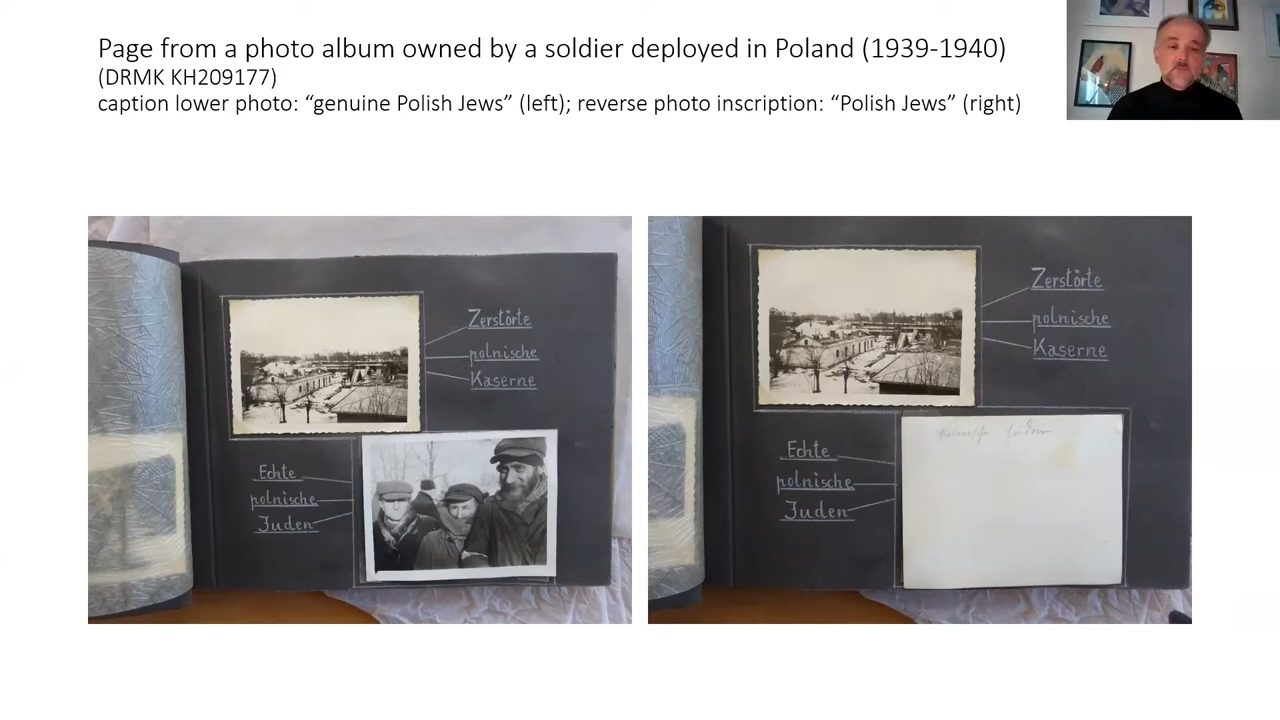 Page from a photo album owned by a soldier deployed in Poland (1939-1940)
(DRMK KH209177)
caption lower photo: “genuine Polish Jews” (left); reverse photo inscription: “Polish Jews” (right)
Zerstörte
polnische
Kaserne
Echte
polnische
Juden
Zerstörte
polnische
Kaserne
Polnische Juden
Echte
polnische
Juden